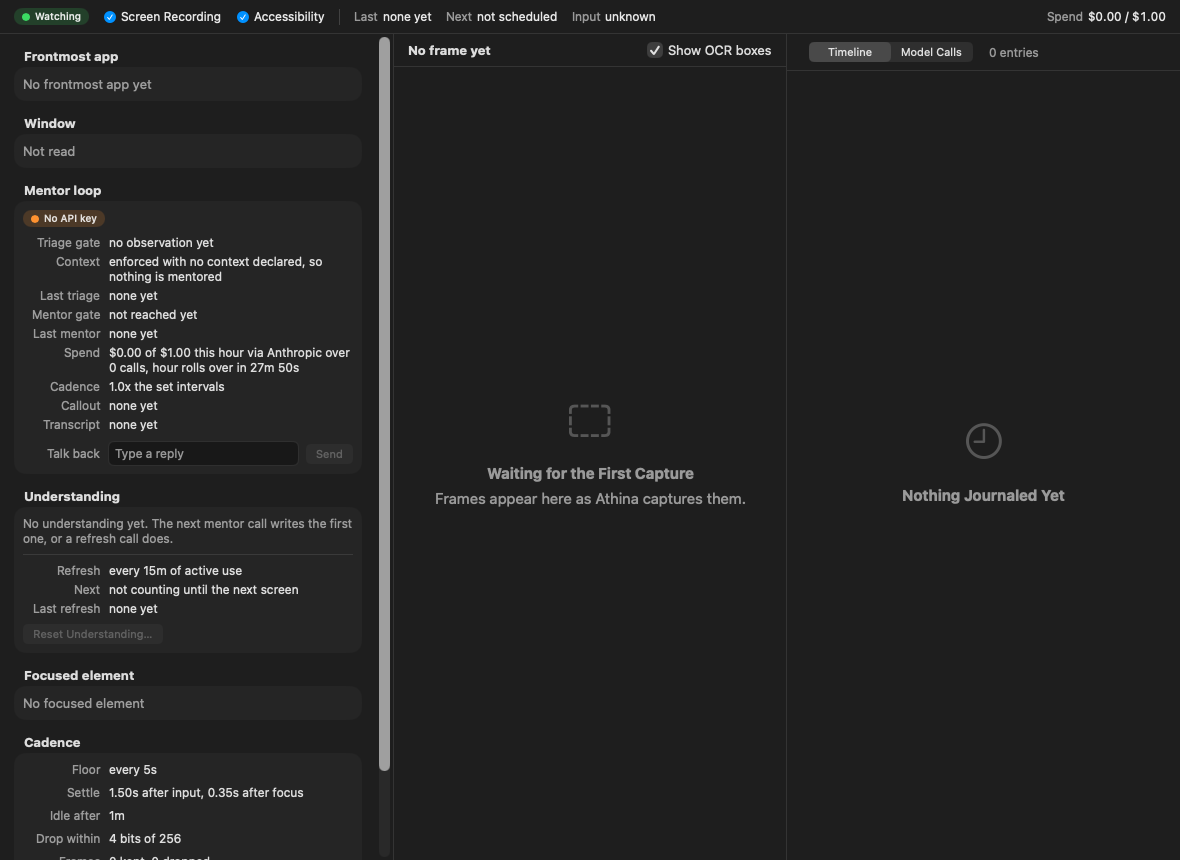 Watching Screen Recording Accessibility Last none yet Next not scheduled Input unknown Spend $0.00 / $1.00
Frontmost app
No frontmost app yet
Window
Not read
Mentor loop
No API key
Triage gate no observation yet
Context enforced with no context declared, so
nothing is mentored
Last triage none yet
Mentor gate not reached yet
Last mentor none yet
Spend $0.00 of $1.00 this hour via Anthropic over
0 calls, hour rolls over in 27m 50s
Cadence 1.0x the set intervals
Callout none yet
Transcript none yet
Talk back Type a reply Send
Understanding
No understanding yet. The next mentor call writes the first
one, or a refresh call does.
Refresh every 15m of active use
Next not counting until the next screen
Last refresh none yet
Reset Understanding...
Focused element
No focused element
Cadence
Floor every 5s
Settle 1.50s after input, 0.35s after focus
Idle after 1m
Drop within 4 bits of 256
No frame yet Show OCR boxes
Waiting for the First Capture
Frames appear here as Athina captures them.
Timeline Model Calls 0 entries
Nothing Journaled Yet